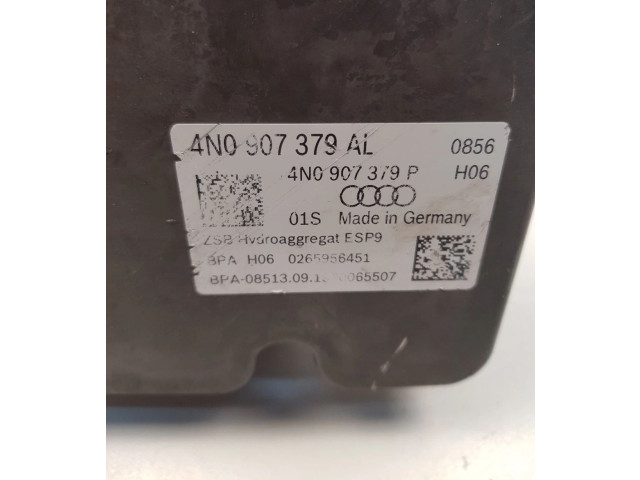 4N0 907 379 AL 0856
4N0 907 379 P H06
01S Made in Germany
ZSB Hydroaggregat ESP9
BPA H06 0265956451